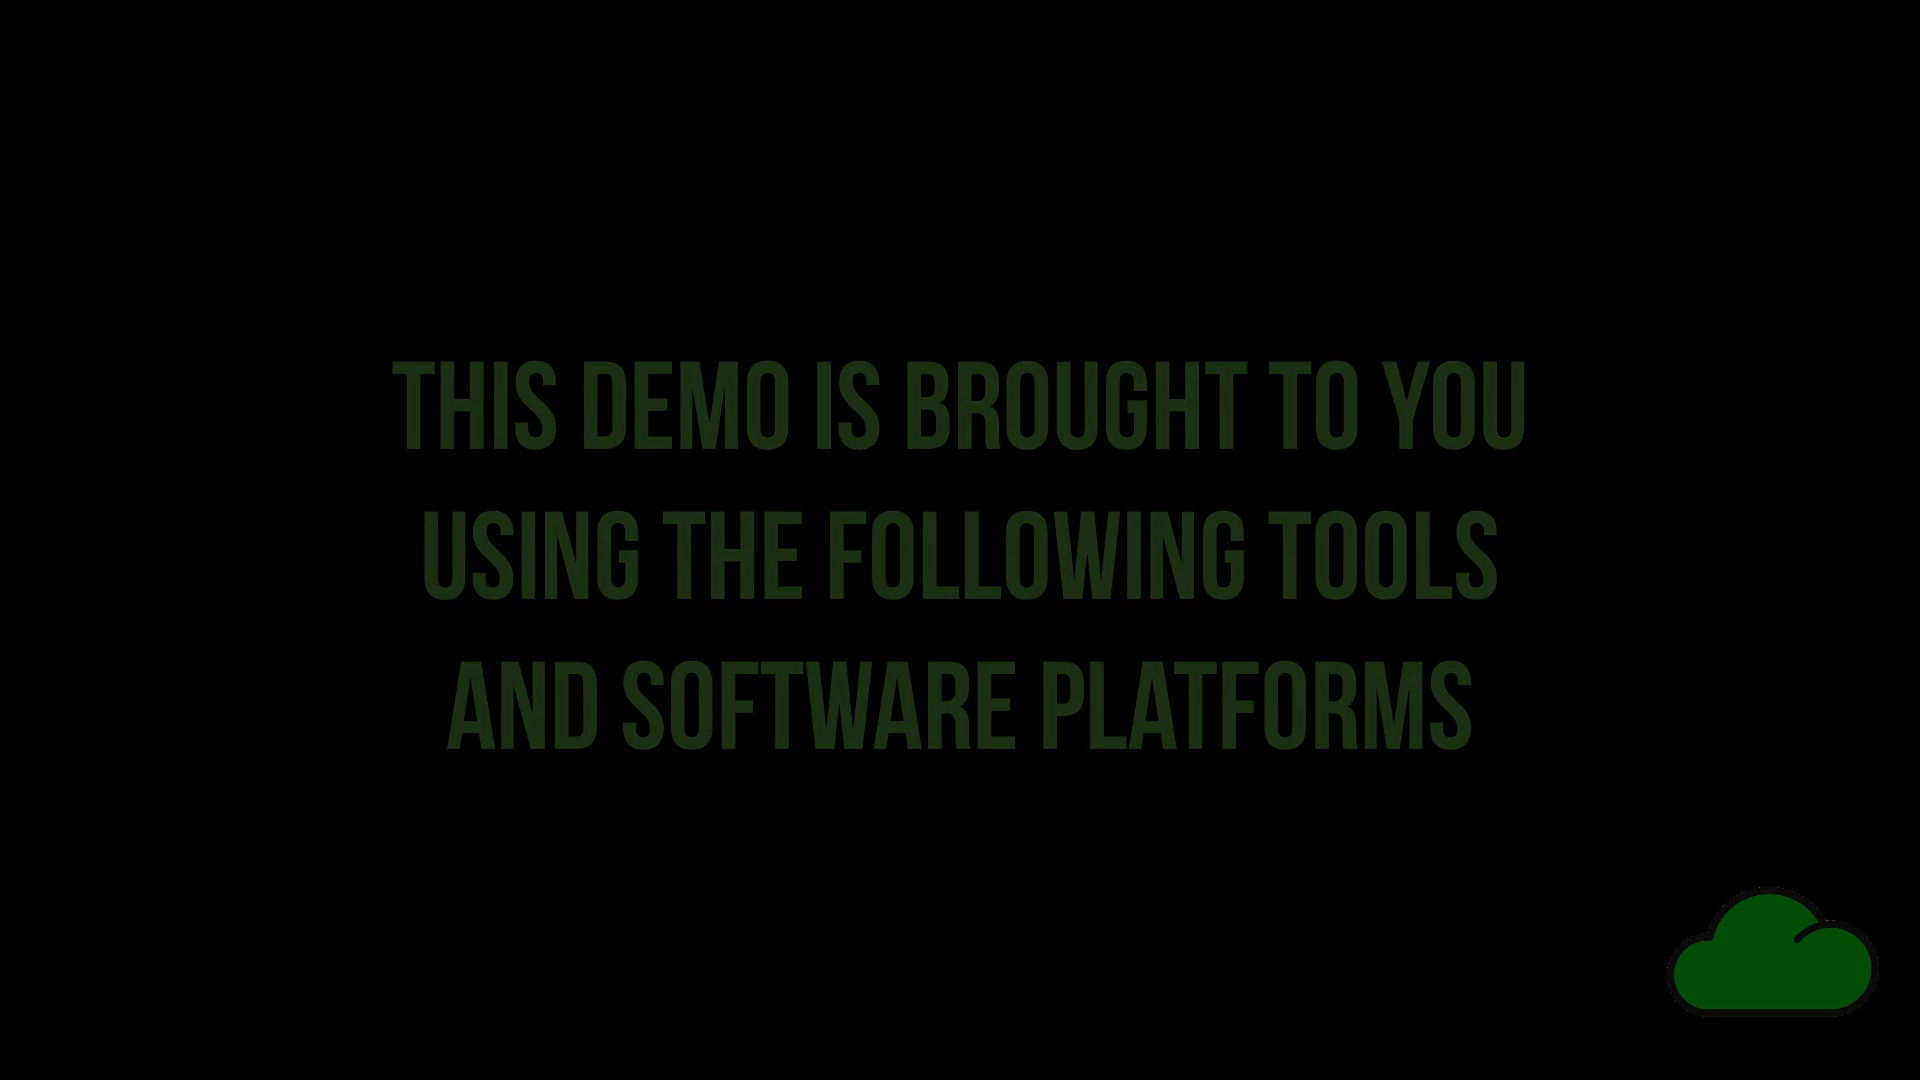 THIS DEMO IS BROUGHT TO YOU
USING THE FOLLOWING TOOLS
AND SOFTWARE PLATFORMS